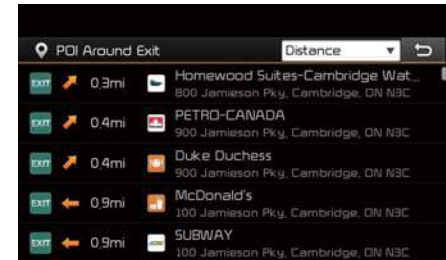 POI Around Exit
Distance
EXIT 0.3mi Homewood Suites-Cambridge Wat...
800 Jamieson Pky, Cambridge, ON N3C
EXIT 0.4mi PETRO-CANADA
900 Jamieson Pky, Cambridge, ON N3C
EXIT 0.4mi Duke Duchess
900 Jamieson Pky, Cambridge, ON N3C
EXIT 0.9mi McDonald's
100 Jamieson Pky, Cambridge, ON N3C
EXIT 0.9mi SUBWAY
100 Jamieson Pky, Cambridge, ON N3C